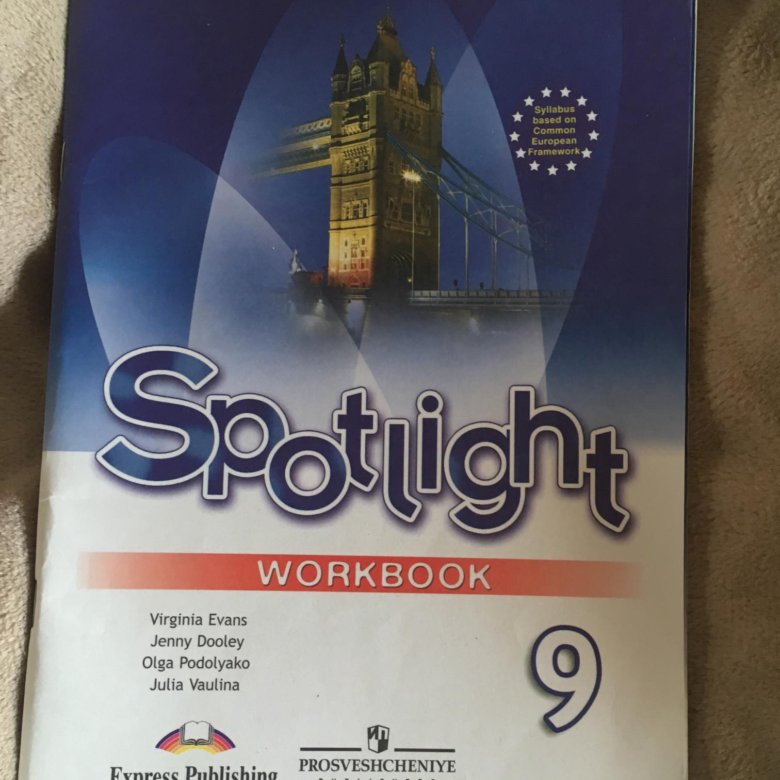 Syllabus
based on
Common
European
Framework
Spotlight
WORKBOOK
Virginia Evans
Jenny Dooley
Olga Podolyako
Julia Vaulina
9
Express Publishing
PROSVESHCHENIYE